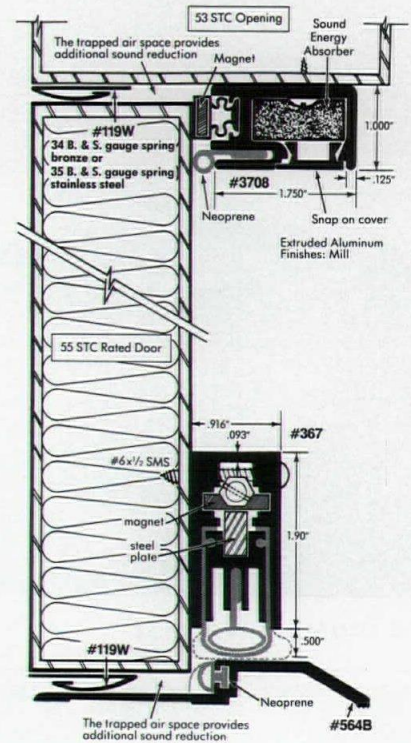 53 STC Opening
The trapped air space provides
additional sound reduction
Magnet
Sound
Energy
Absorber
#119W
34 B. & S. gauge spring
bronze or
35 B. & S. gauge spring
stainless steel
1.000"
.125"
#3708
1.750"
Neoprene
Snap on cover
Extruded Aluminum
Finishes: Mill
55 STC Rated Door
.916"
.093"
#367
#6x1/2 SMS
magnet
steel
plate
1.90"
.500"
#119W
Neoprene
The trapped air space provides
additional sound reduction
#564B